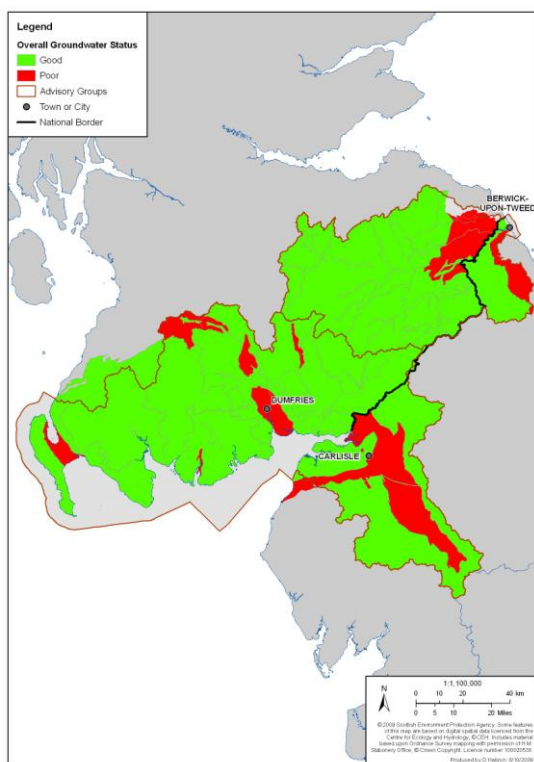 Legend
Overall Groundwater Status
Good
Poor
Advisory Groups
Town or City
National Border
BERWICK-
UPON-TWEED
DUMFRIES
CARLISLE
N
1:1,100,000
0 10 20 40 km
0 5 10 20 Miles
©2009 Scottish Environment Protection Agency. Some features
of this map are based on digital spatial data licensed from the
Centre for Ecology and Hydrology, ©CEH. Includes material
based upon Ordnance Survey mapping with permission of H.M.
Stationery Office, © Crown Copyright. Licence number
Produced by